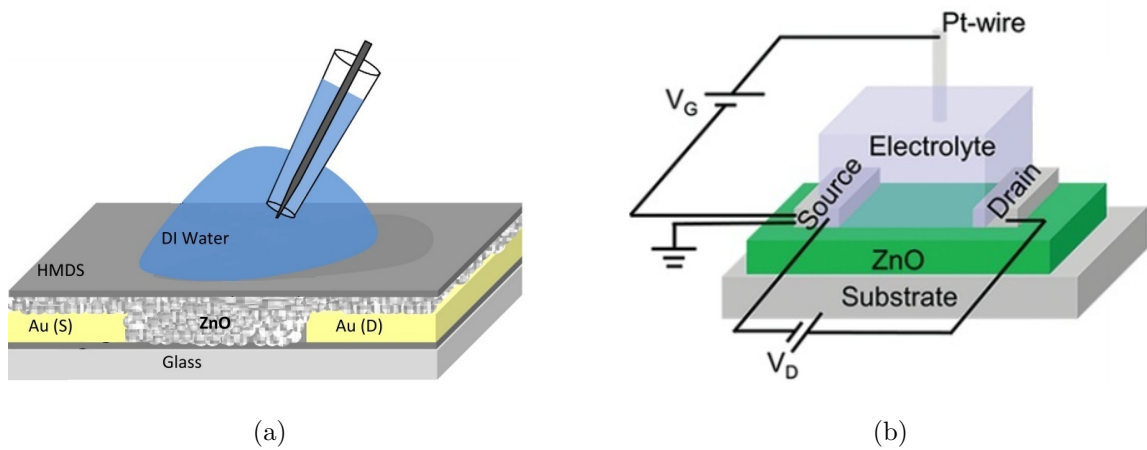 DI Water
HMDS
ZnO
Au (S)
Au (D)
Glass
(a)
Pt-wire
V_G
Electrolyte
Source
Drain
ZnO
Substrate
V_D
(b)